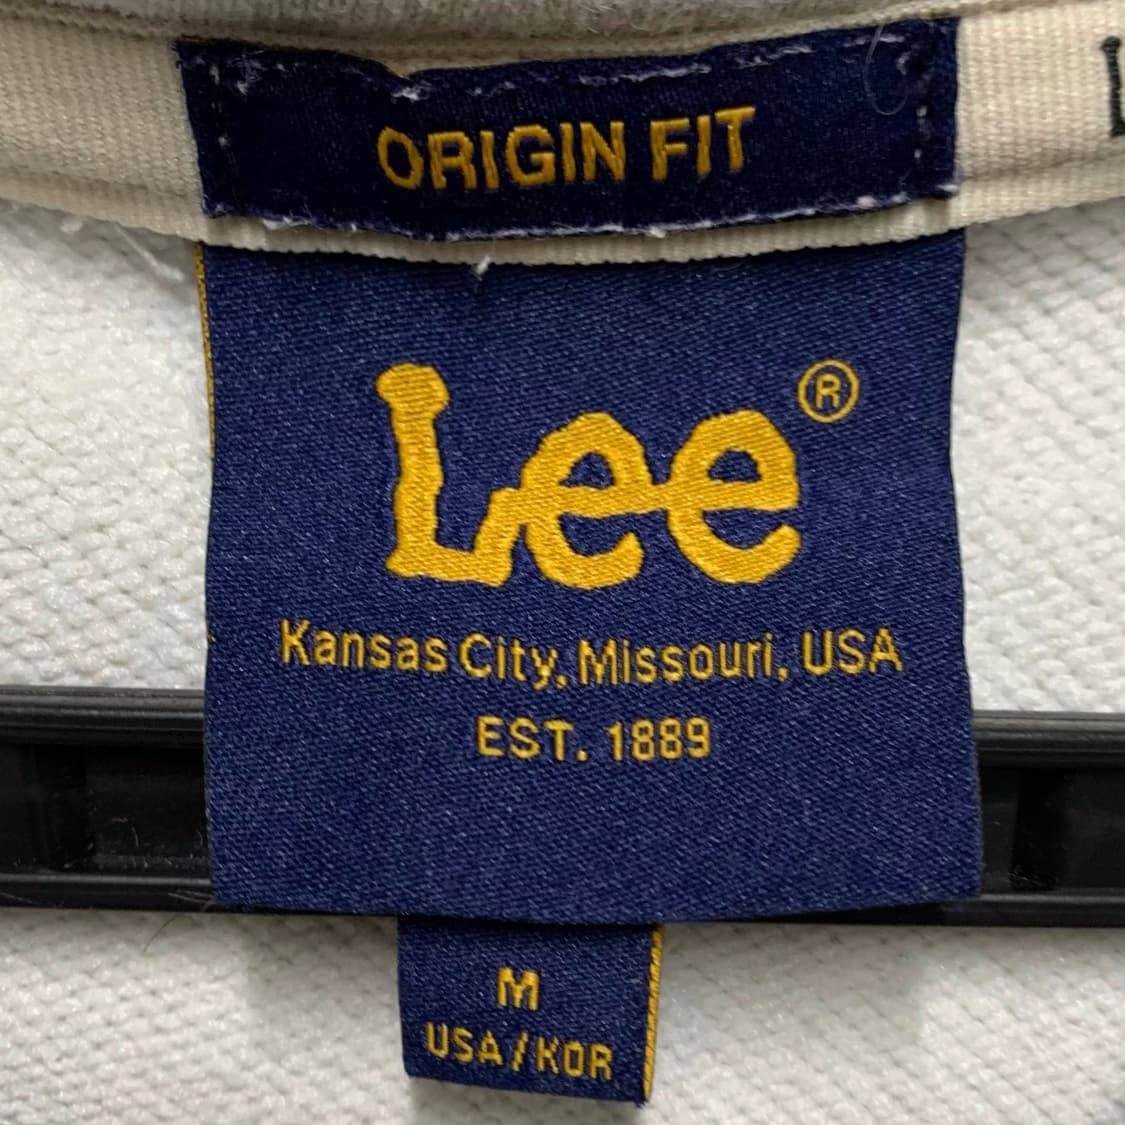 ORIGIN FIT
Lee®
Kansas City, Missouri, USA
EST. 1889
M
USA/KOR